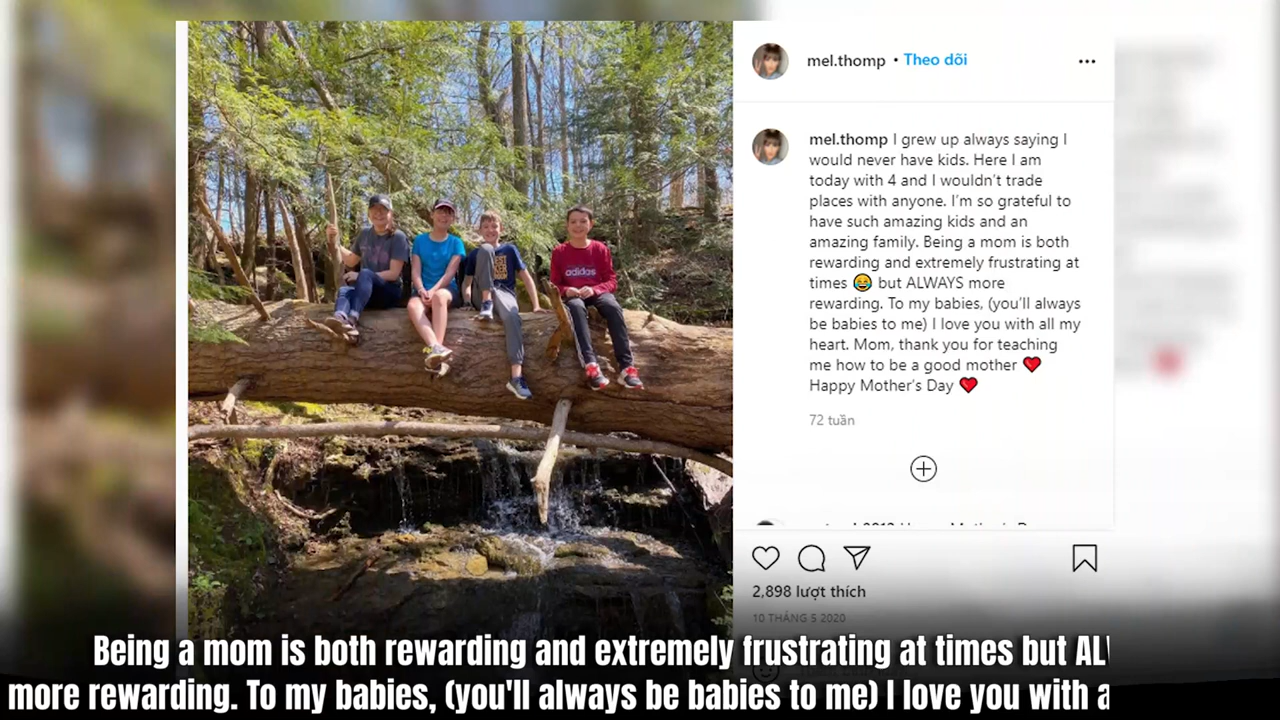 mel.thomp • Theo dõi
mel.thomp I grew up always saying I
would never have kids. Here I am
today with 4 and I wouldn't trade
places with anyone. I'm so grateful to
have such amazing kids and an
amazing family. Being a mom is both
rewarding and extremely frustrating at
times 😂 but ALWAYS more
rewarding. To my babies, (you'll always
be babies to me) I love you with all my
heart. Mom, thank you for teaching
me how to be a good mother ❤️
Happy Mother's Day ❤️
72 tuần
adidas
2,898 lượt thích
10 THÁNG 5 2020
Being a mom is both rewarding and extremely frustrating at times but AL
more rewarding. To my babies, (you'll always be babies to me) I love you with a